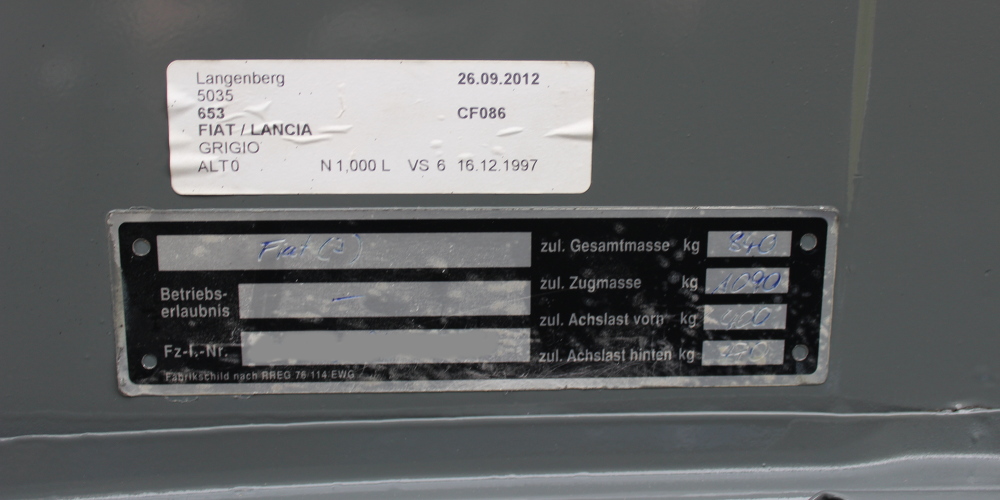 Langenberg 26.09.2012
5035
653 CF086
FIAT / LANCIA
GRIGIO
ALT0 N 1,000 L VS 6 16.12.1997
Fiat (J) zul. Gesamtmasse kg 840
Betriebs- zul. Zugmasse kg 1090
erlaubnis –
zul. Achslast vorn kg 400
Fz-I.-Nr. zul. Achslast hinten kg
Fabrikschild nach RREG 76 114 EWG